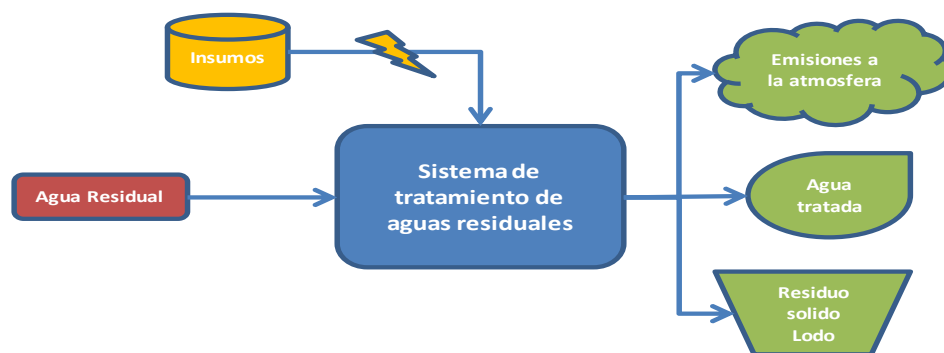 Insumos
Emisiones a
la atmosfera
Agua Residual
Sistema de
tratamiento de
aguas residuales
Agua
tratada
Residuo
solido
Lodo